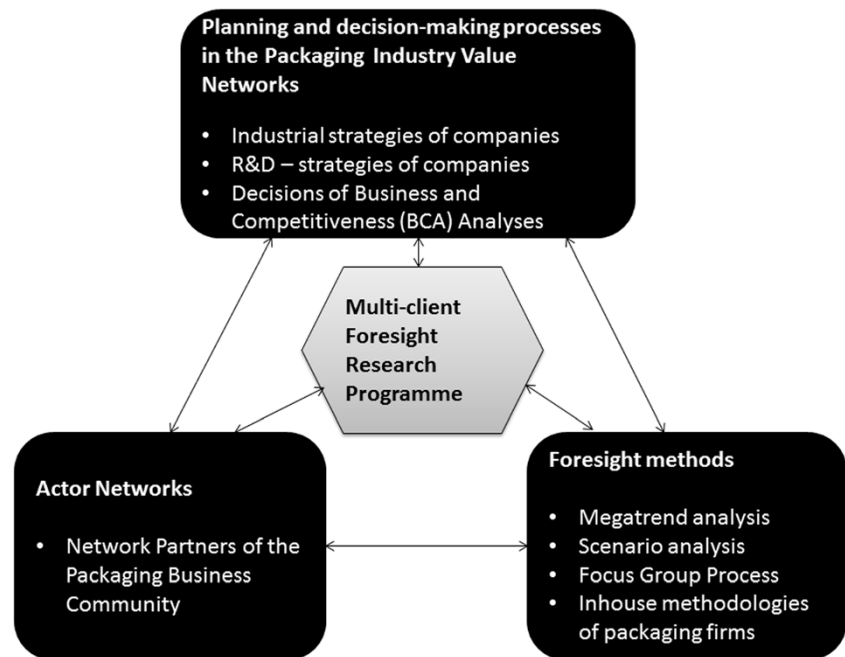 Planning and decision-making processes
in the Packaging Industry Value
Networks
• Industrial strategies of companies
• R&D – strategies of companies
• Decisions of Business and
Competitiveness (BCA) Analyses
Multi-client
Foresight
Research
Programme
Actor Networks
• Network Partners of the
Packaging Business
Community
Foresight methods
• Megatrend analysis
• Scenario analysis
• Focus Group Process
• Inhouse methodologies
of packaging firms